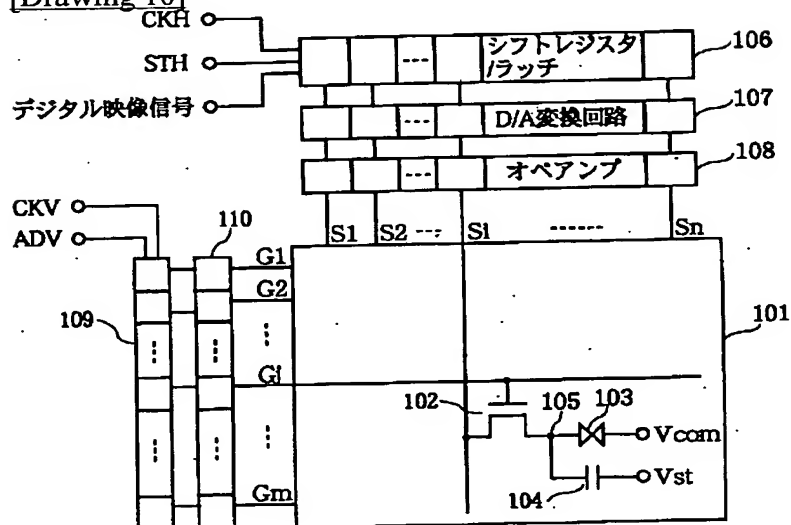 [Drawing 10]
CKH
STH
デジタル映像信号
シフトレジスタ
/ラッチ
106
D/A変換回路
107
オペアンプ
108
CKV
ADV
110
S1
S2
Si
Sn
G1
G2
109
101
Gj
102
105
103
Vcom
104
Vst
Gm